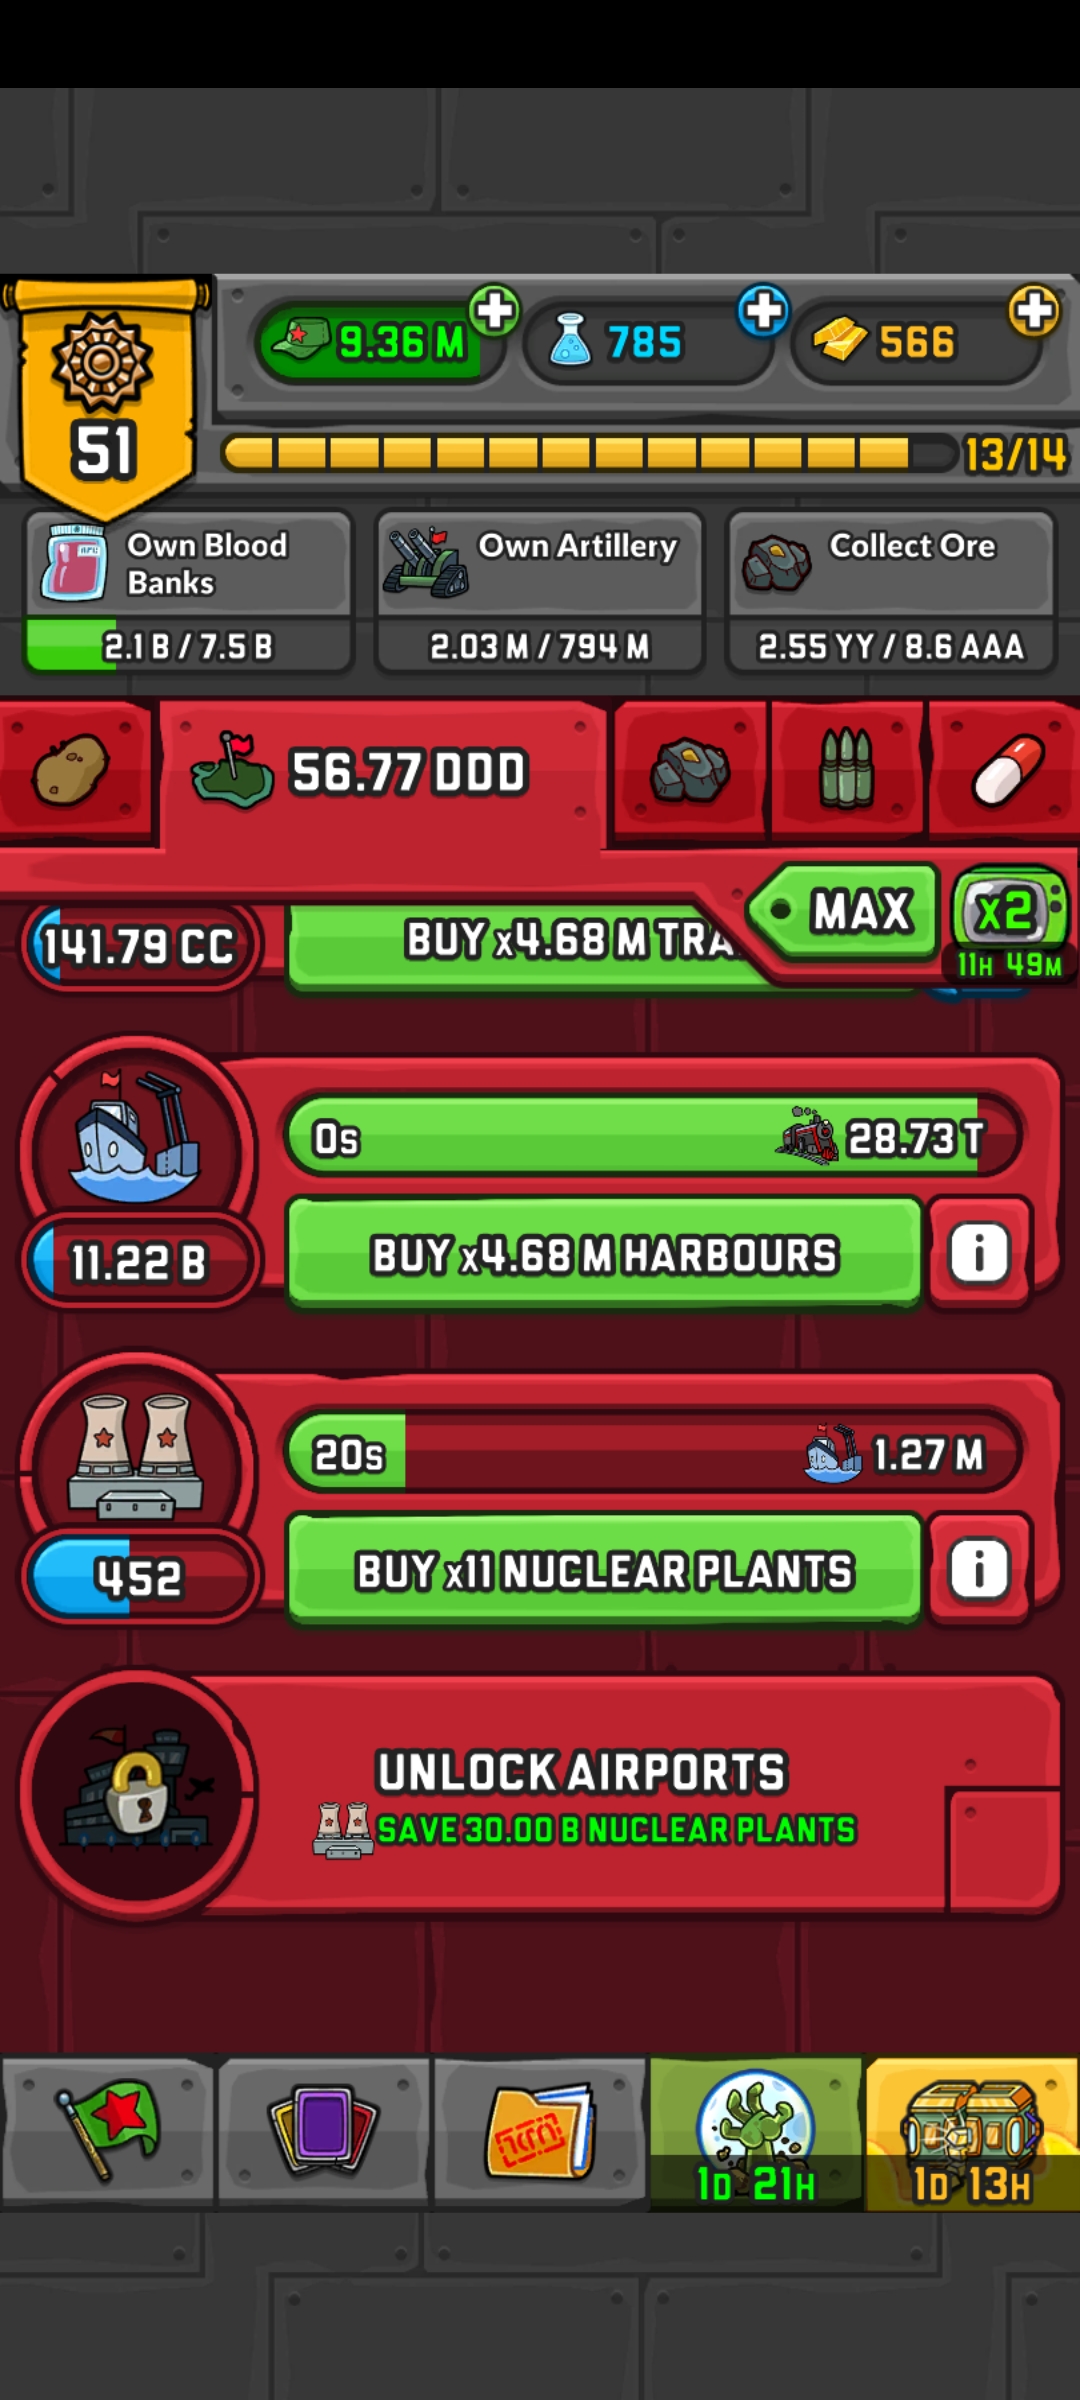 9.36 M
785
566
51
13/14
Own Blood
Banks
2.1 B / 7.5 B
Own Artillery
2.03 M / 794 M
Collect Ore
2.55 YY / 8.6 AAA
56.77 DDD
MAX
x2
11H 49M
141.79 CC
BUY x4.68 M TRA
0s
28.73 T
11.22 B
BUY x4.68 M HARBOURS
i
20s
1.27 M
452
BUY x11 NUCLEAR PLANTS
i
UNLOCK AIRPORTS
SAVE 30.00 B NUCLEAR PLANTS
1D 21H
1D 13H